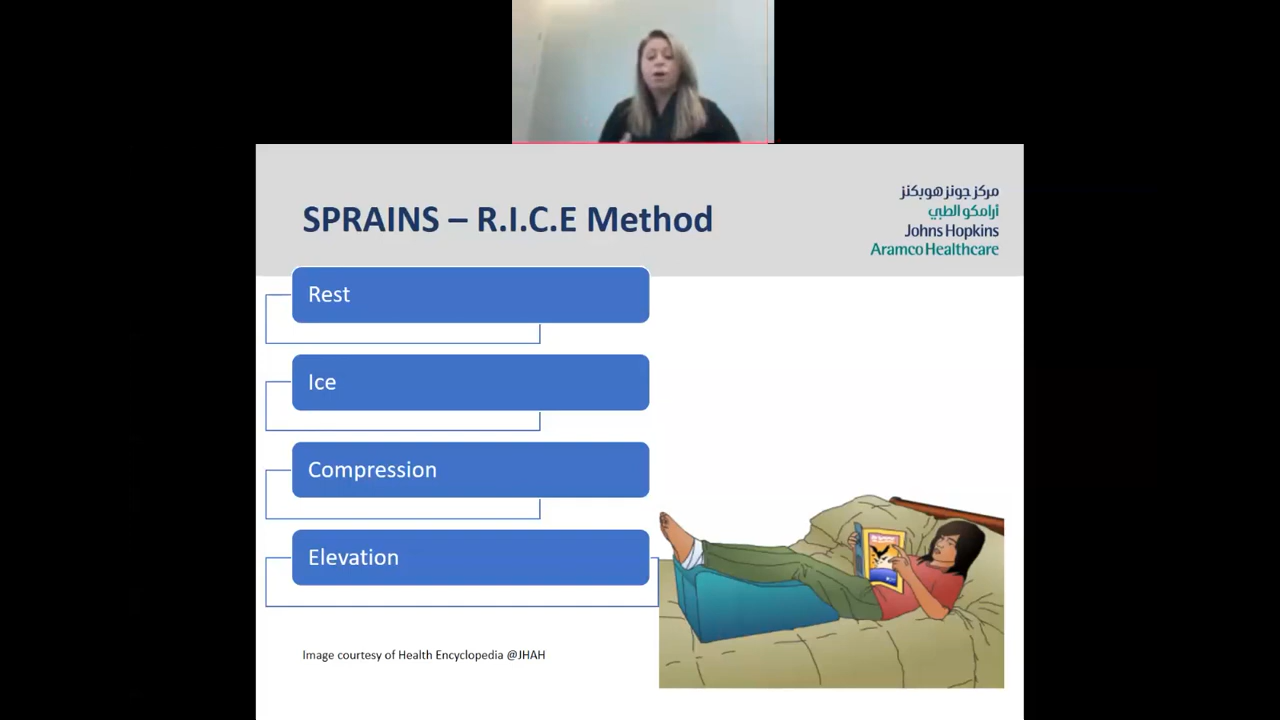 SPRAINS – R.I.C.E Method
مركز جونز هوبكنز
أرامكو الطبي
Johns Hopkins
Aramco Healthcare
Rest
Ice
Compression
Elevation
Image courtesy of Health Encyclopedia @JHAH